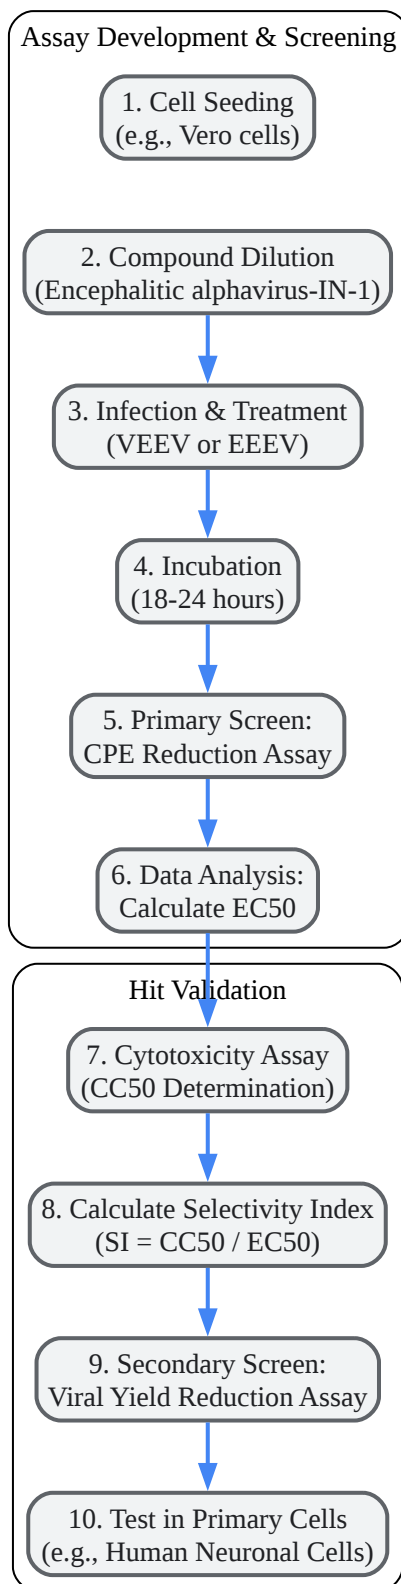 Assay Development & Screening
1. Cell Seeding
(e.g., Vero cells)
2. Compound Dilution
(Encephalitic alphavirus-IN-1)
3. Infection & Treatment
(VEEV or EEEV)
4. Incubation
(18-24 hours)
5. Primary Screen:
CPE Reduction Assay
6. Data Analysis:
Calculate EC50
Hit Validation
7. Cytotoxicity Assay
(CC50 Determination)
8. Calculate Selectivity Index
(SI = CC50 / EC50)
9. Secondary Screen:
Viral Yield Reduction Assay
10. Test in Primary Cells
(e.g., Human Neuronal Cells)